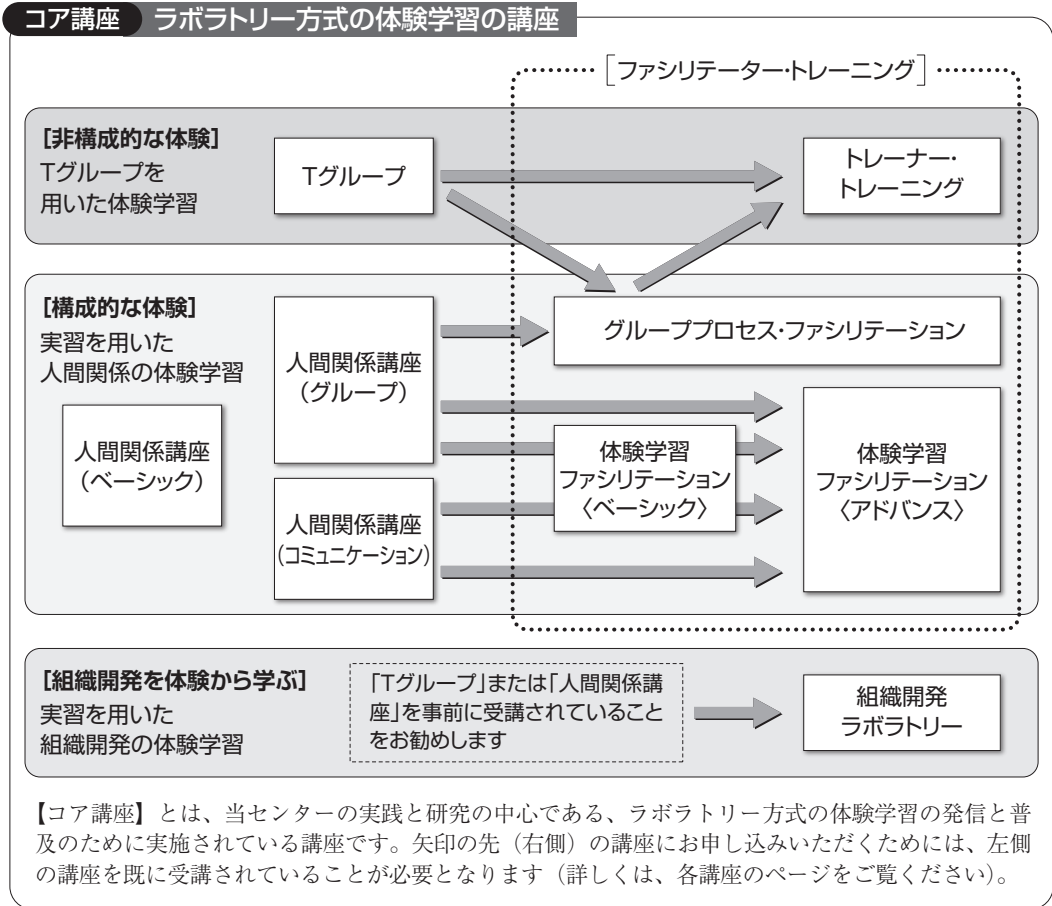 コア講座 ラボラトリー方式の体験学習の講座
［ファシリテーター・トレーニング］
［非構成的な体験］
Tグループを
用いた体験学習
Tグループ
トレーナー・
トレーニング
［構成的な体験］
実習を用いた
人間関係の体験学習
人間関係講座
（ベーシック）
人間関係講座
（グループ）
人間関係講座
（コミュニケーション）
グループプロセス・ファシリテーション
体験学習
ファシリテーション
〈ベーシック〉
体験学習
ファシリテーション
〈アドバンス〉
［組織開発を体験から学ぶ］
実習を用いた
組織開発の体験学習
「Tグループ」または「人間関係講
座」を事前に受講されていること
をお勧めします
組織開発
ラボラトリー
【コア講座】とは、当センターの実践と研究の中心である、ラボラトリー方式の体験学習の発信と普
及のために実施されている講座です。矢印の先（右側）の講座にお申し込みいただくためには、左側
の講座を既に受講されていることが必要となります（詳しくは、各講座のページをご覧ください）。